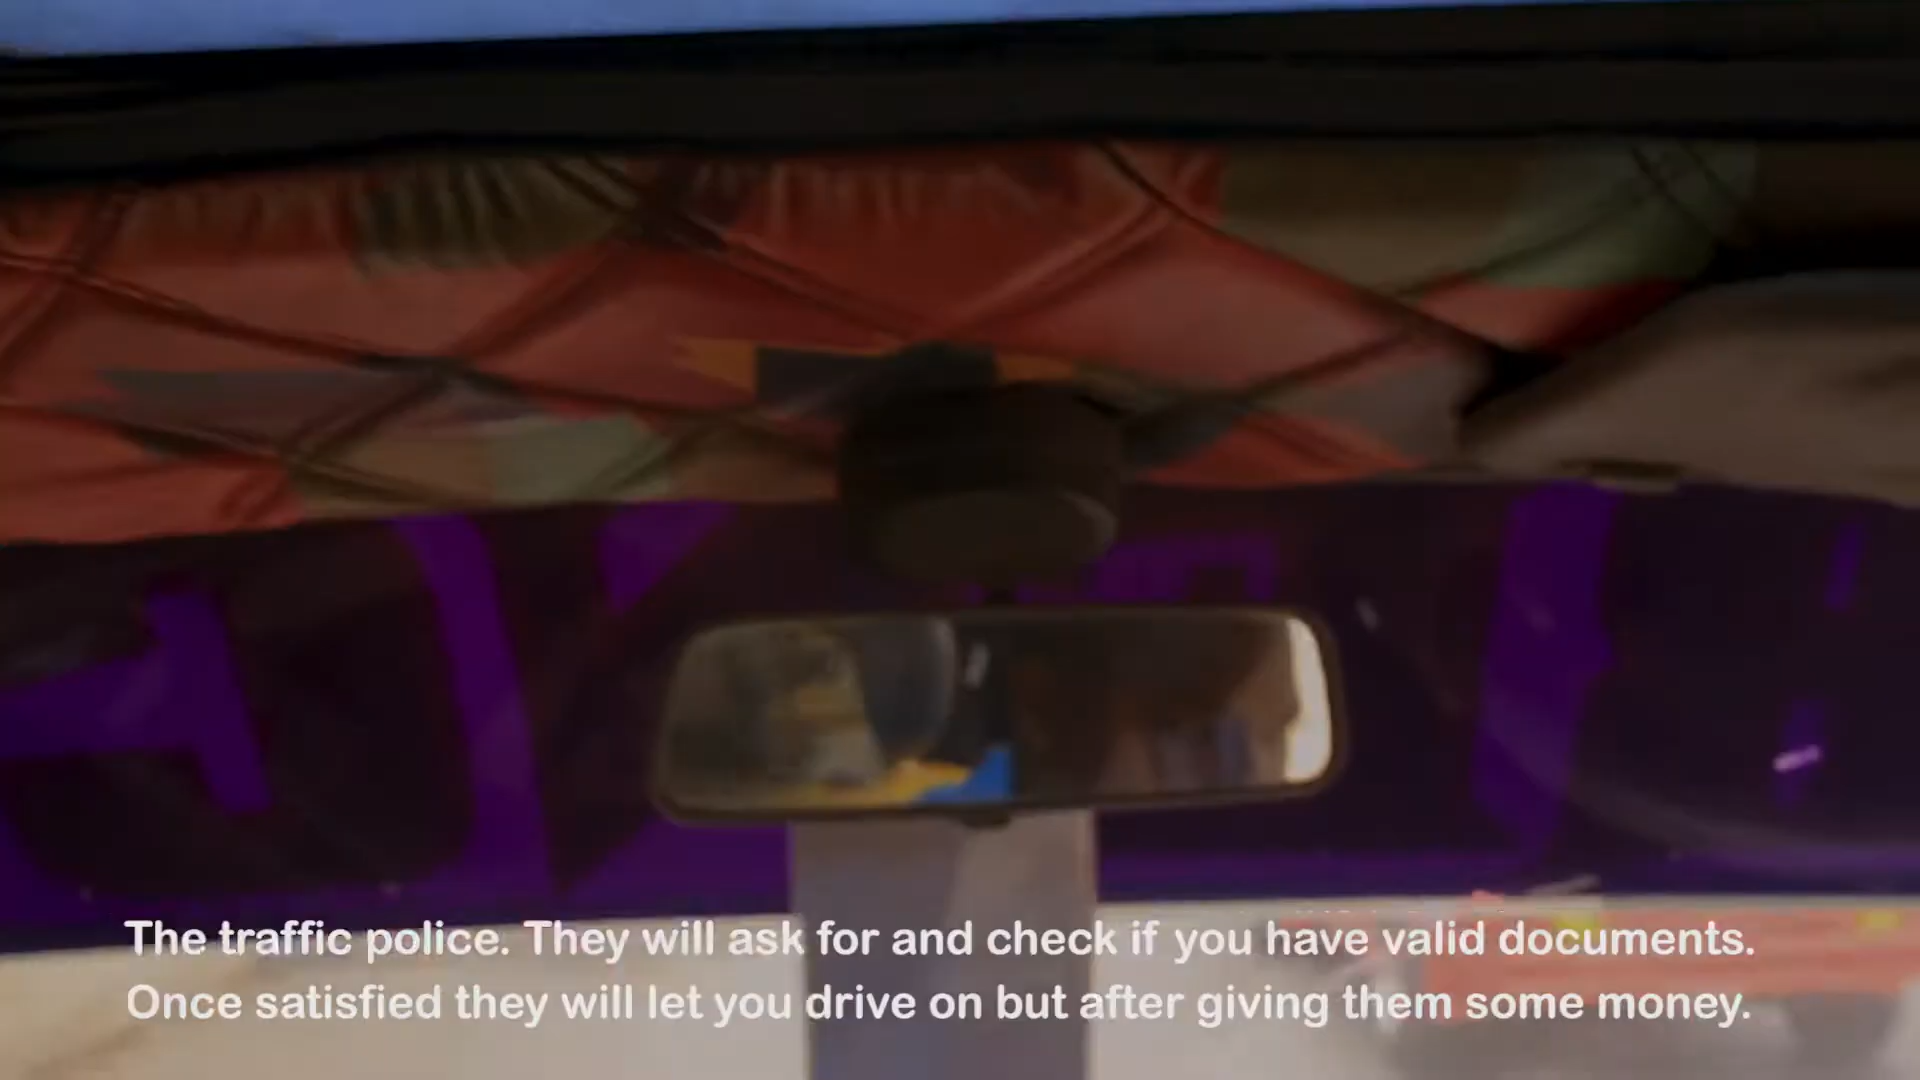 The traffic police. They will ask for and check if you have valid documents.
Once satisfied they will let you drive on but after giving them some money.